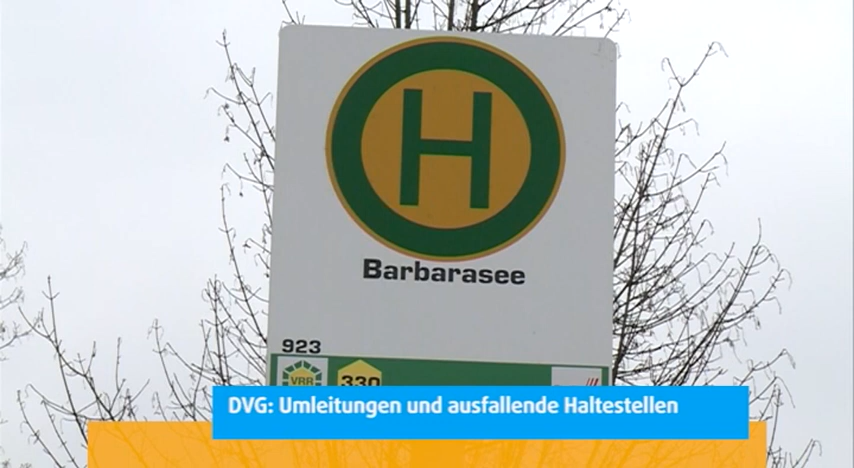 H
Barbarasee
923
VRR
330
DVG: Umleitungen und ausfallende Haltestellen